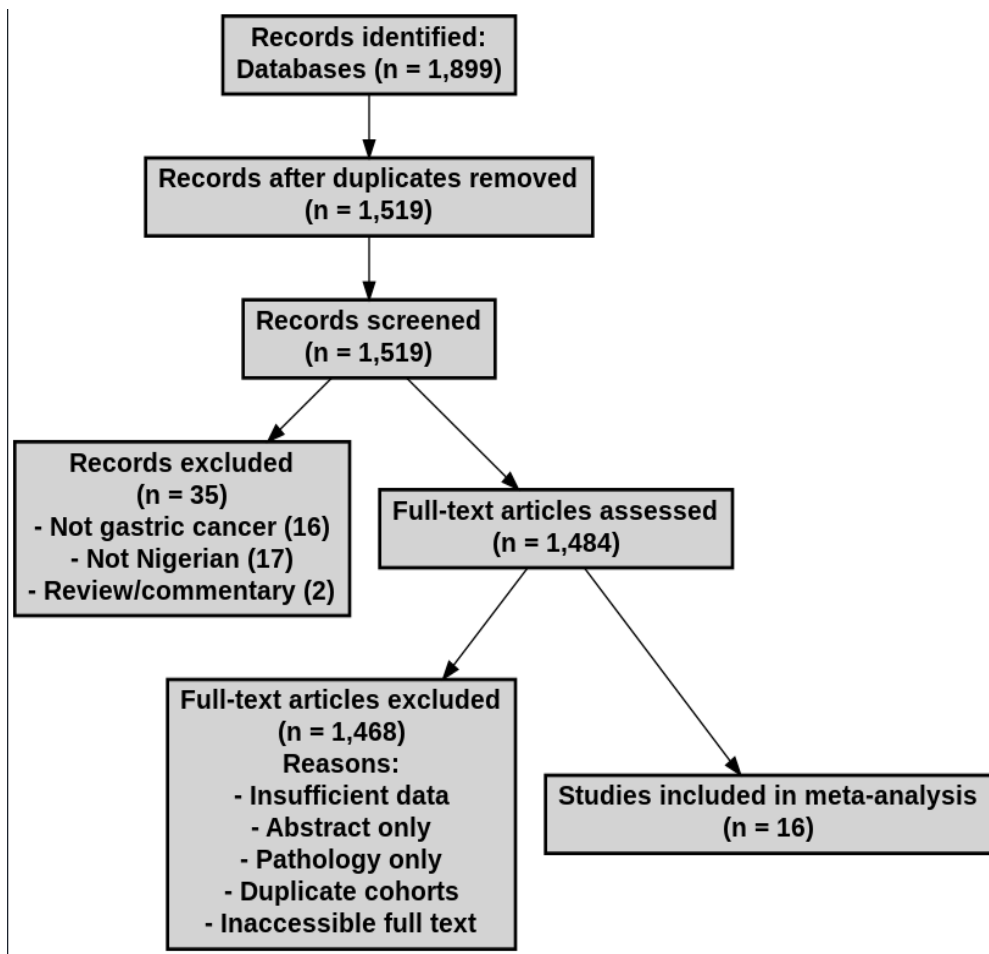 Records identified:
Databases (n = 1,899)
Records after duplicates removed
(n = 1,519)
Records screened
(n = 1,519)
Records excluded
(n = 35)
- Not gastric cancer (16)
- Not Nigerian (17)
- Review/commentary (2)
Full-text articles assessed
(n = 1,484)
Full-text articles excluded
(n = 1,468)
Reasons:
- Insufficient data
- Abstract only
- Pathology only
- Duplicate cohorts
- Inaccessible full text
Studies included in meta-analysis
(n = 16)